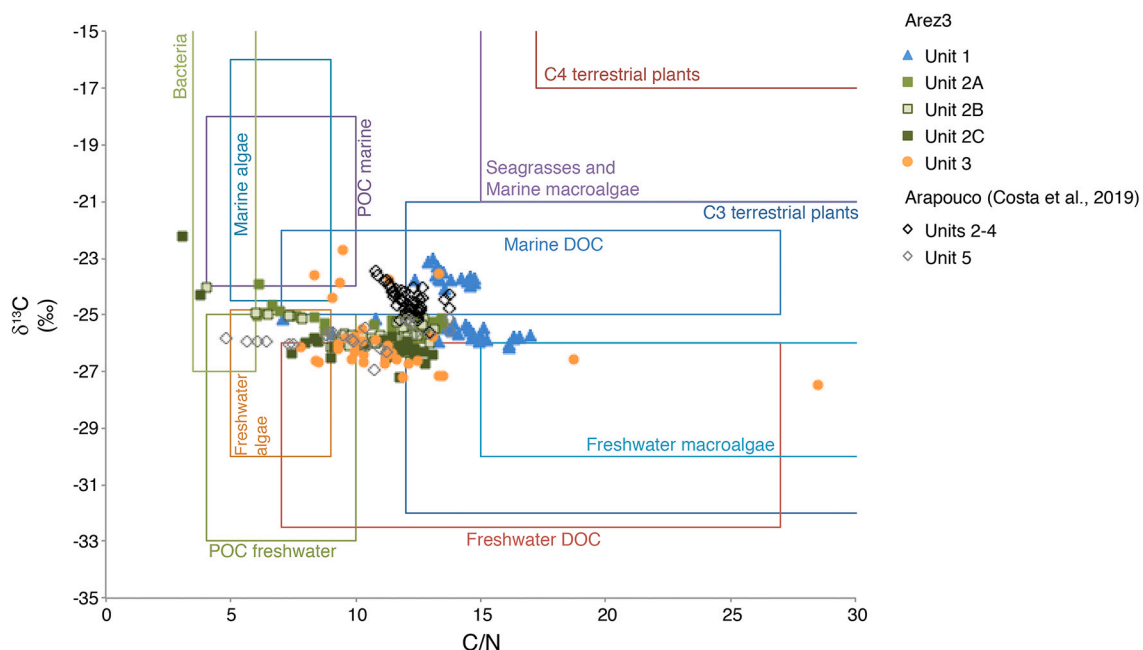 -15
-17
-19
-21
-23
-25
-27
-29
-31
-33
-35
δ13C
(‰)
0
5
10
15
20
25
30
C/N
Bacteria
Marine algae
POC marine
C4 terrestrial plants
Seagrasses and
Marine macroalgae
C3 terrestrial plants
Marine DOC
Freshwater
algae
Freshwater macroalgae
Freshwater DOC
POC freshwater
Arez3
Unit 1
Unit 2A
Unit 2B
Unit 2C
Unit 3
Arapouco (Costa et al., 2019)
Units 2-4
Unit 5